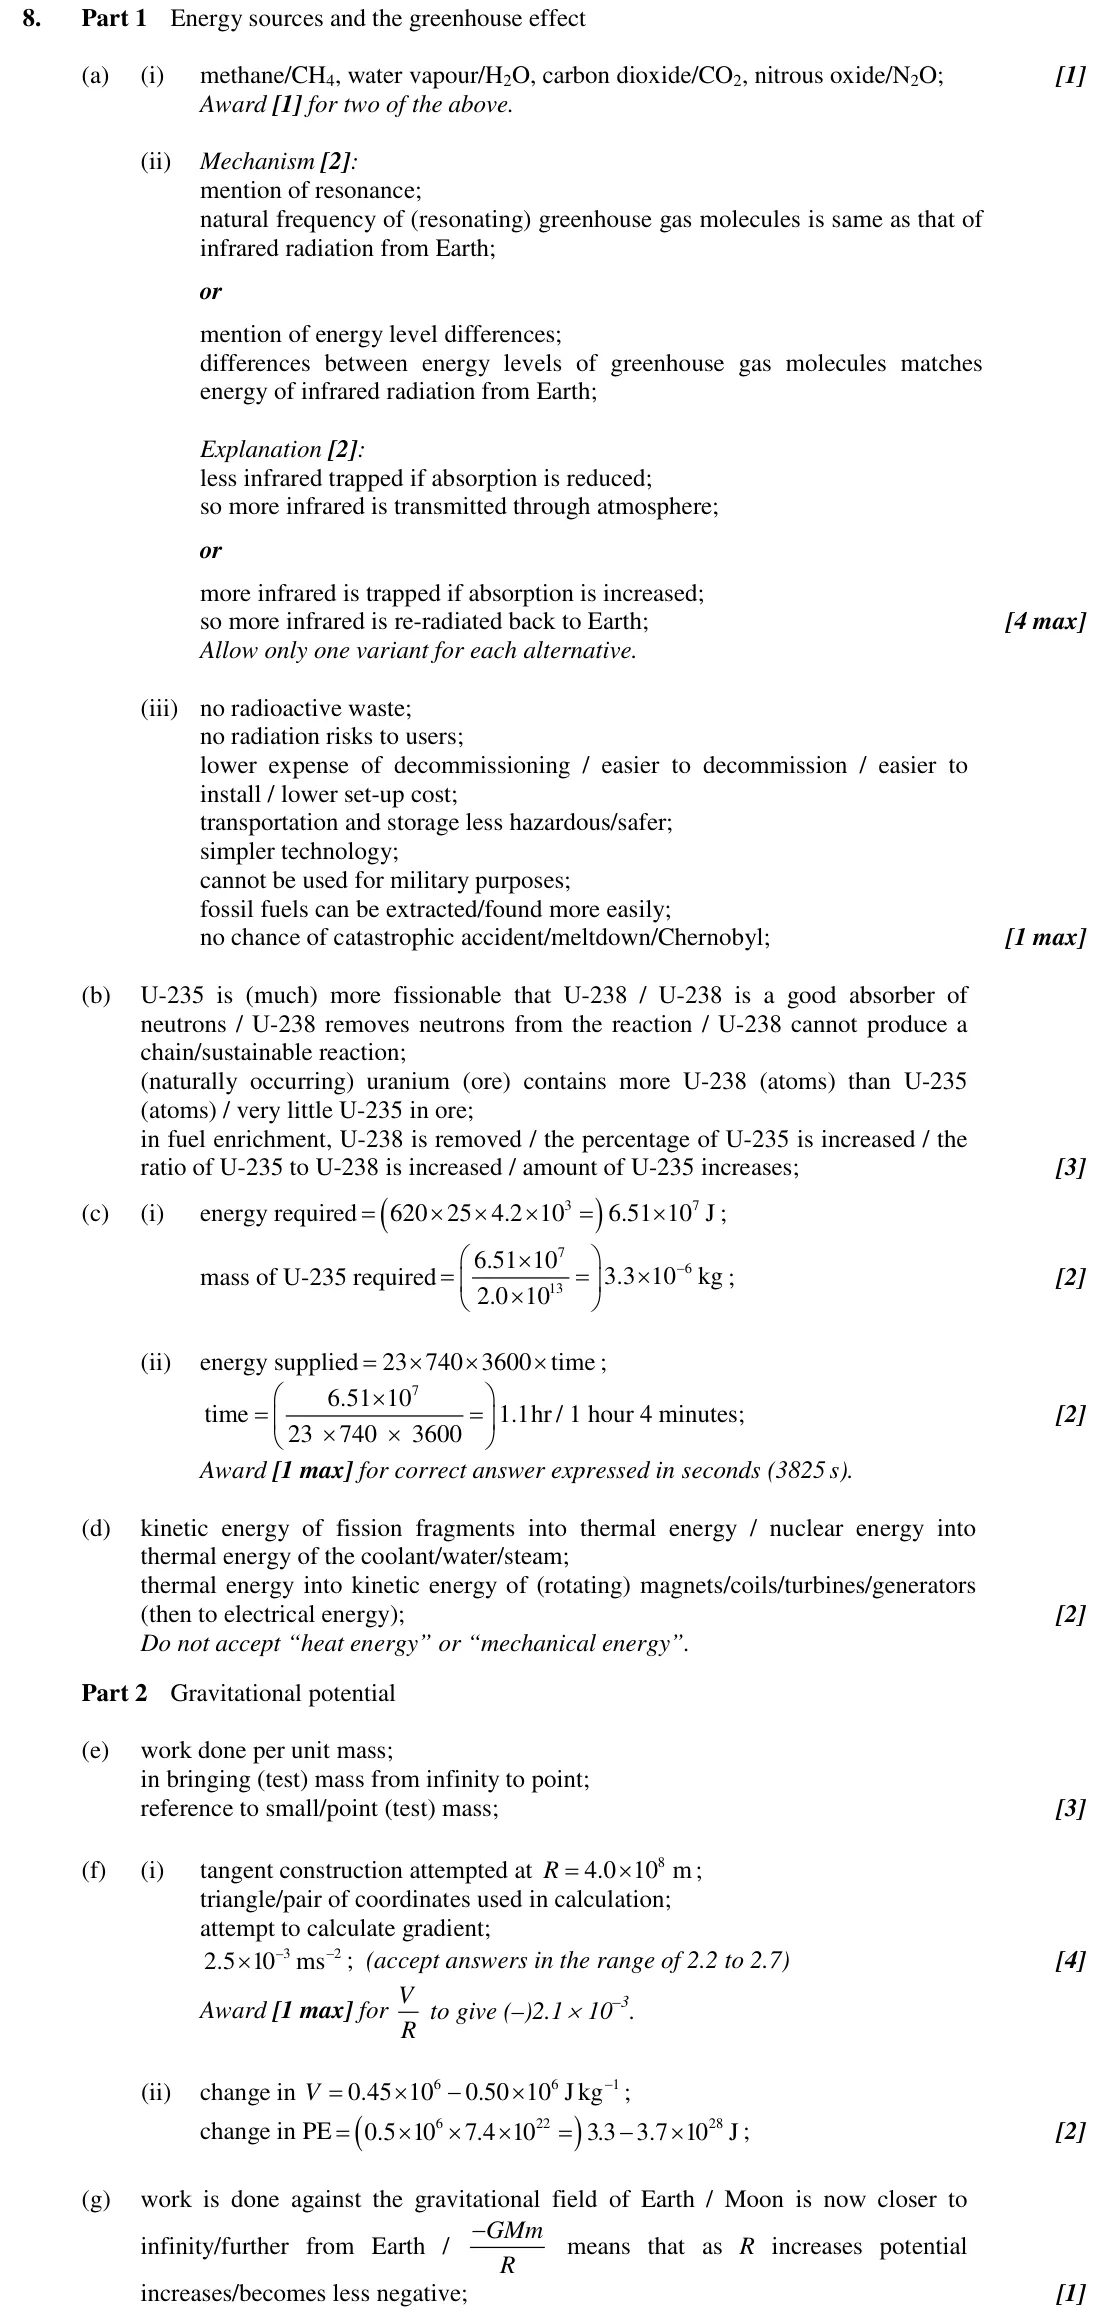 8. Part 1 Energy sources and the greenhouse effect
(a) (i) methane/CH₄, water vapour/H₂O, carbon dioxide/CO₂, nitrous oxide/N₂O; [1]
Award [1] for two of the above.
(ii) Mechanism [2]:
mention of resonance;
natural frequency of (resonating) greenhouse gas molecules is same as that of
infrared radiation from Earth;
or
mention of energy level differences;
differences between energy levels of greenhouse gas molecules matches
energy of infrared radiation from Earth;
Explanation [2]:
less infrared trapped if absorption is reduced;
so more infrared is transmitted through atmosphere;
or
more infrared is trapped if absorption is increased;
so more infrared is re-radiated back to Earth; [4 max]
Allow only one variant for each alternative.
(iii) no radioactive waste;
no radiation risks to users;
lower expense of decommissioning / easier to decommission / easier to
install / lower set-up cost;
transportation and storage less hazardous/safer;
simpler technology;
cannot be used for military purposes;
fossil fuels can be extracted/found more easily;
no chance of catastrophic accident/meltdown/Chernobyl; [1 max]
(b) U-235 is (much) more fissionable that U-238 / U-238 is a good absorber of
neutrons / U-238 removes neutrons from the reaction / U-238 cannot produce a
chain/sustainable reaction;
(naturally occurring) uranium (ore) contains more U-238 (atoms) than U-235
(atoms) / very little U-235 in ore;
in fuel enrichment, U-238 is removed / the percentage of U-235 is increased / the
ratio of U-235 to U-238 is increased / amount of U-235 increases; [3]
(c) (i) energy required = (620×25×4.2×10³ =) 6.51×10⁷ J ;
mass of U-235 required = (6.51×10⁷ / 2.0×10¹³ =) 3.3×10⁻⁶ kg ; [2]
(ii) energy supplied = 23×740×3600×time ;
time = (6.51×10⁷ / 23 × 740 × 3600 =) 1.1hr / 1 hour 4 minutes; [2]
Award [1 max] for correct answer expressed in seconds (3825 s).
(d) kinetic energy of fission fragments into thermal energy / nuclear energy into
thermal energy of the coolant/water/steam;
thermal energy into kinetic energy of (rotating) magnets/coils/turbines/generators
(then to electrical energy); [2]
Do not accept “heat energy” or “mechanical energy”.
Part 2 Gravitational potential
(e) work done per unit mass;
in bringing (test) mass from infinity to point;
reference to small/point (test) mass; [3]
(f) (i) tangent construction attempted at R = 4.0×10⁸ m ;
triangle/pair of coordinates used in calculation;
attempt to calculate gradient;
2.5×10⁻³ ms⁻² ; (accept answers in the range of 2.2 to 2.7) [4]
Award [1 max] for V/R to give (–)2.1 × 10⁻³.
(ii) change in V = 0.45×10⁶ – 0.50×10⁶ J kg⁻¹ ;
change in PE = (0.5×10⁶ × 7.4×10²² =) 3.3 – 3.7×10²⁸ J ; [2]
(g) work is done against the gravitational field of Earth / Moon is now closer to
infinity/further from Earth / –GMm/R means that as R increases potential
increases/becomes less negative; [1]